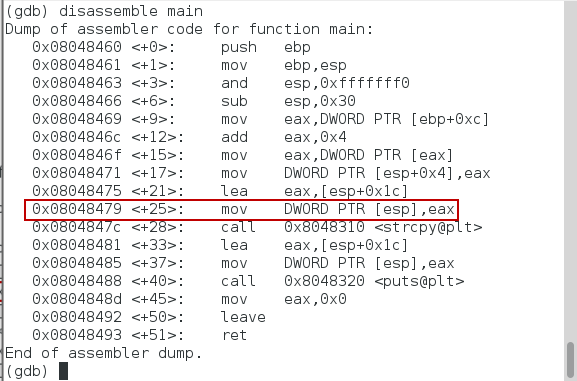 (gdb) disassemble main
Dump of assembler code for function main:
   0x08048460 <+0>:     push   ebp
   0x08048461 <+1>:     mov    ebp,esp
   0x08048463 <+3>:     and    esp,0xfffffff0
   0x08048466 <+6>:     sub    esp,0x30
   0x08048469 <+9>:     mov    eax,DWORD PTR [ebp+0xc]
   0x0804846c <+12>:    add    eax,0x4
   0x0804846f <+15>:    mov    eax,DWORD PTR [eax]
   0x08048471 <+17>:    mov    DWORD PTR [esp+0x4],eax
   0x08048475 <+21>:    lea    eax,[esp+0x1c]
   0x08048479 <+25>:    mov    DWORD PTR [esp],eax
   0x0804847c <+28>:    call   0x8048310 <strcpy@plt>
   0x08048481 <+33>:    lea    eax,[esp+0x1c]
   0x08048485 <+37>:    mov    DWORD PTR [esp],eax
   0x08048488 <+40>:    call   0x8048320 <puts@plt>
   0x0804848d <+45>:    mov    eax,0x0
   0x08048492 <+50>:    leave
   0x08048493 <+51>:    ret
End of assembler dump.
(gdb)